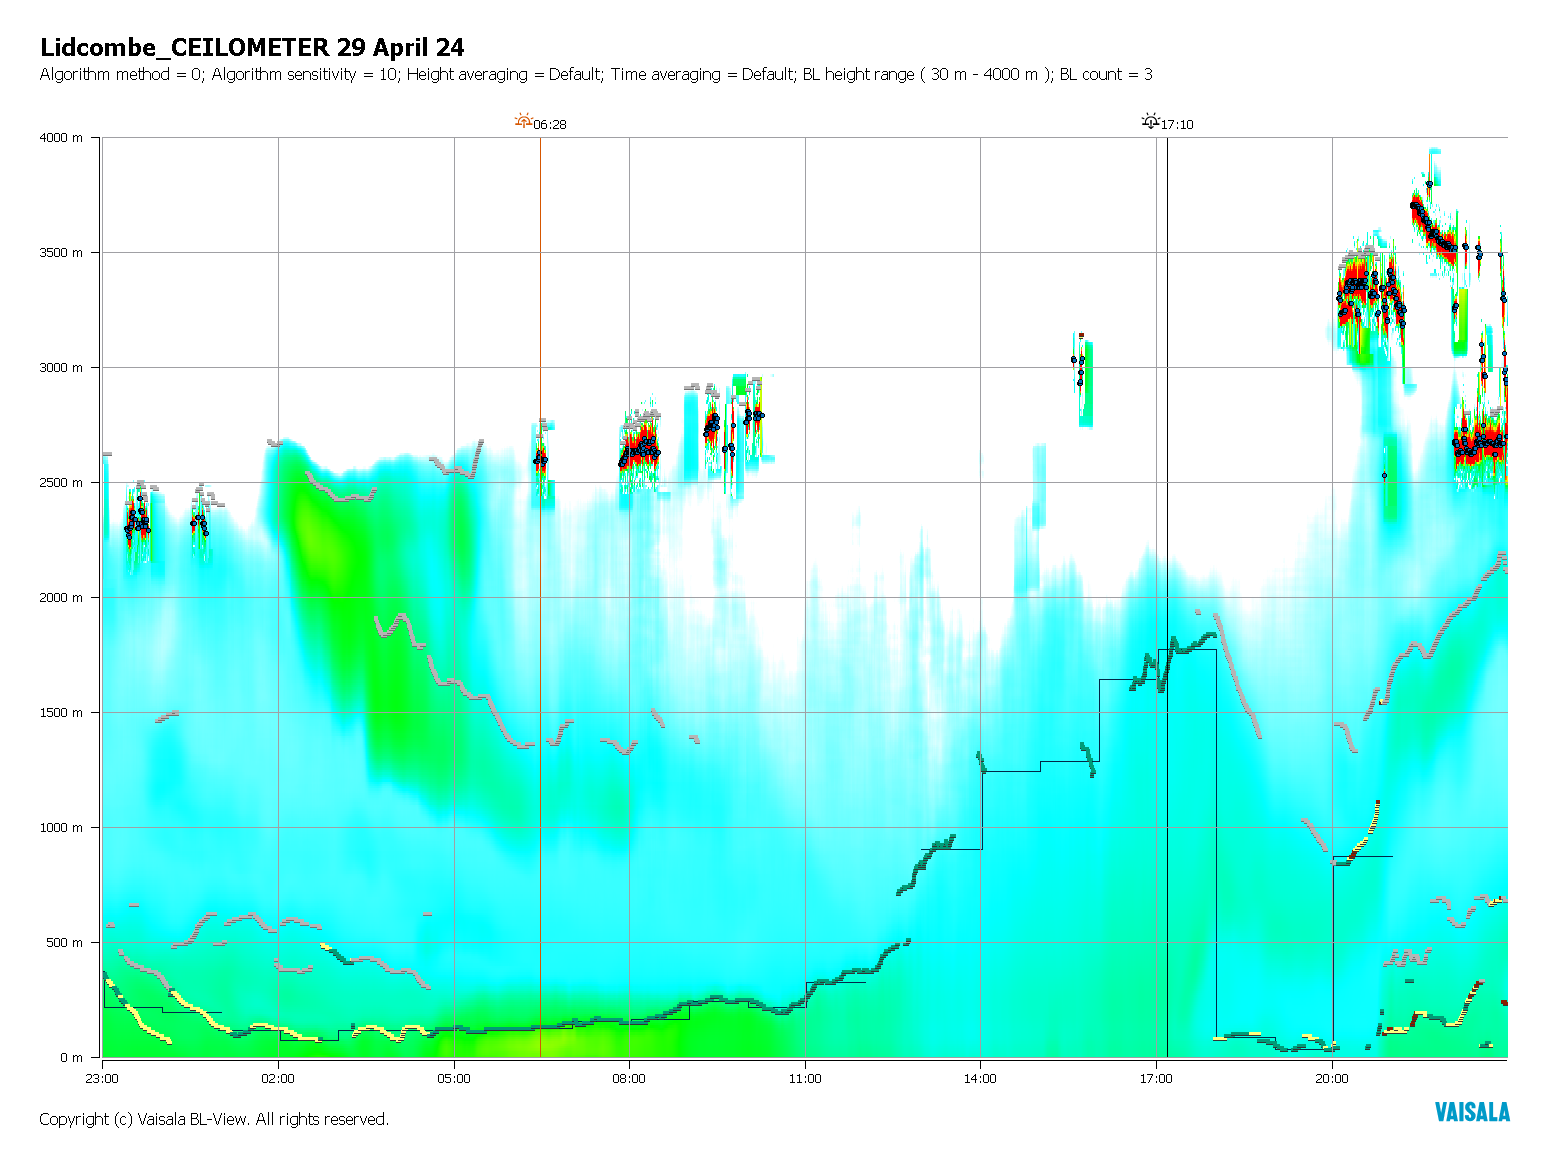 Lidcombe_CEILOMETER 29 April 24
Algorithm method = 0; Algorithm sensitivity = 10; Height averaging = Default; Time averaging = Default; BL height range ( 30 m - 4000 m ); BL count = 3
06:28
17:10
4000 m
3500 m
3000 m
2500 m
2000 m
1500 m
1000 m
500 m
0 m
23:00
02:00
05:00
08:00
11:00
14:00
17:00
20:00
Copyright (c) Vaisala BL-View. All rights reserved.
VAISALA